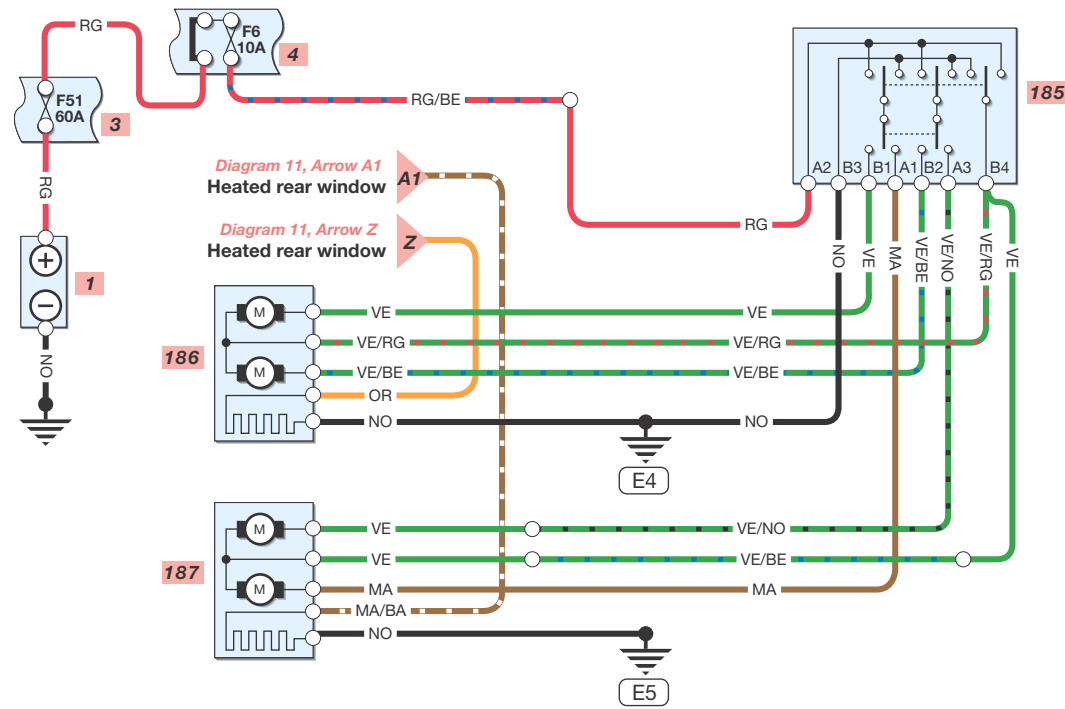 RG
F6
10A
4
F51
60A
3
RG/BE
185
A2 B3 B1 A1 B2 A3 B4
Diagram 11, Arrow A1
Heated rear window
A1
Diagram 11, Arrow Z
Heated rear window
Z
RG
RG
NO
VE
MA
VE/BE
VE/NO
VE/RG
VE
+
−
1
NO
186
M
VE
VE
VE/RG
VE/RG
M
VE/BE
VE/BE
OR
NO
NO
E4
187
M
VE
VE/NO
VE
VE/BE
M
MA
MA
MA/BA
NO
E5